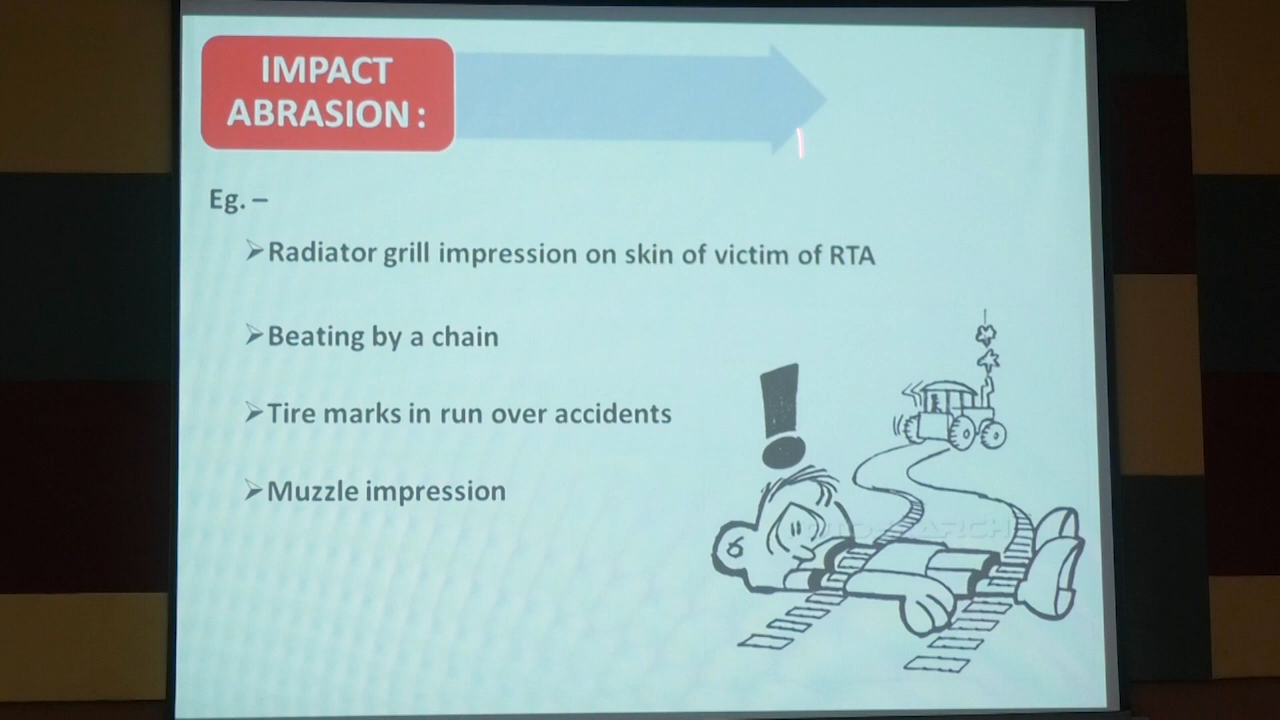 IMPACT
ABRASION :
Eg. –
➢Radiator grill impression on skin of victim of RTA
➢Beating by a chain
➢Tire marks in run over accidents
➢Muzzle impression